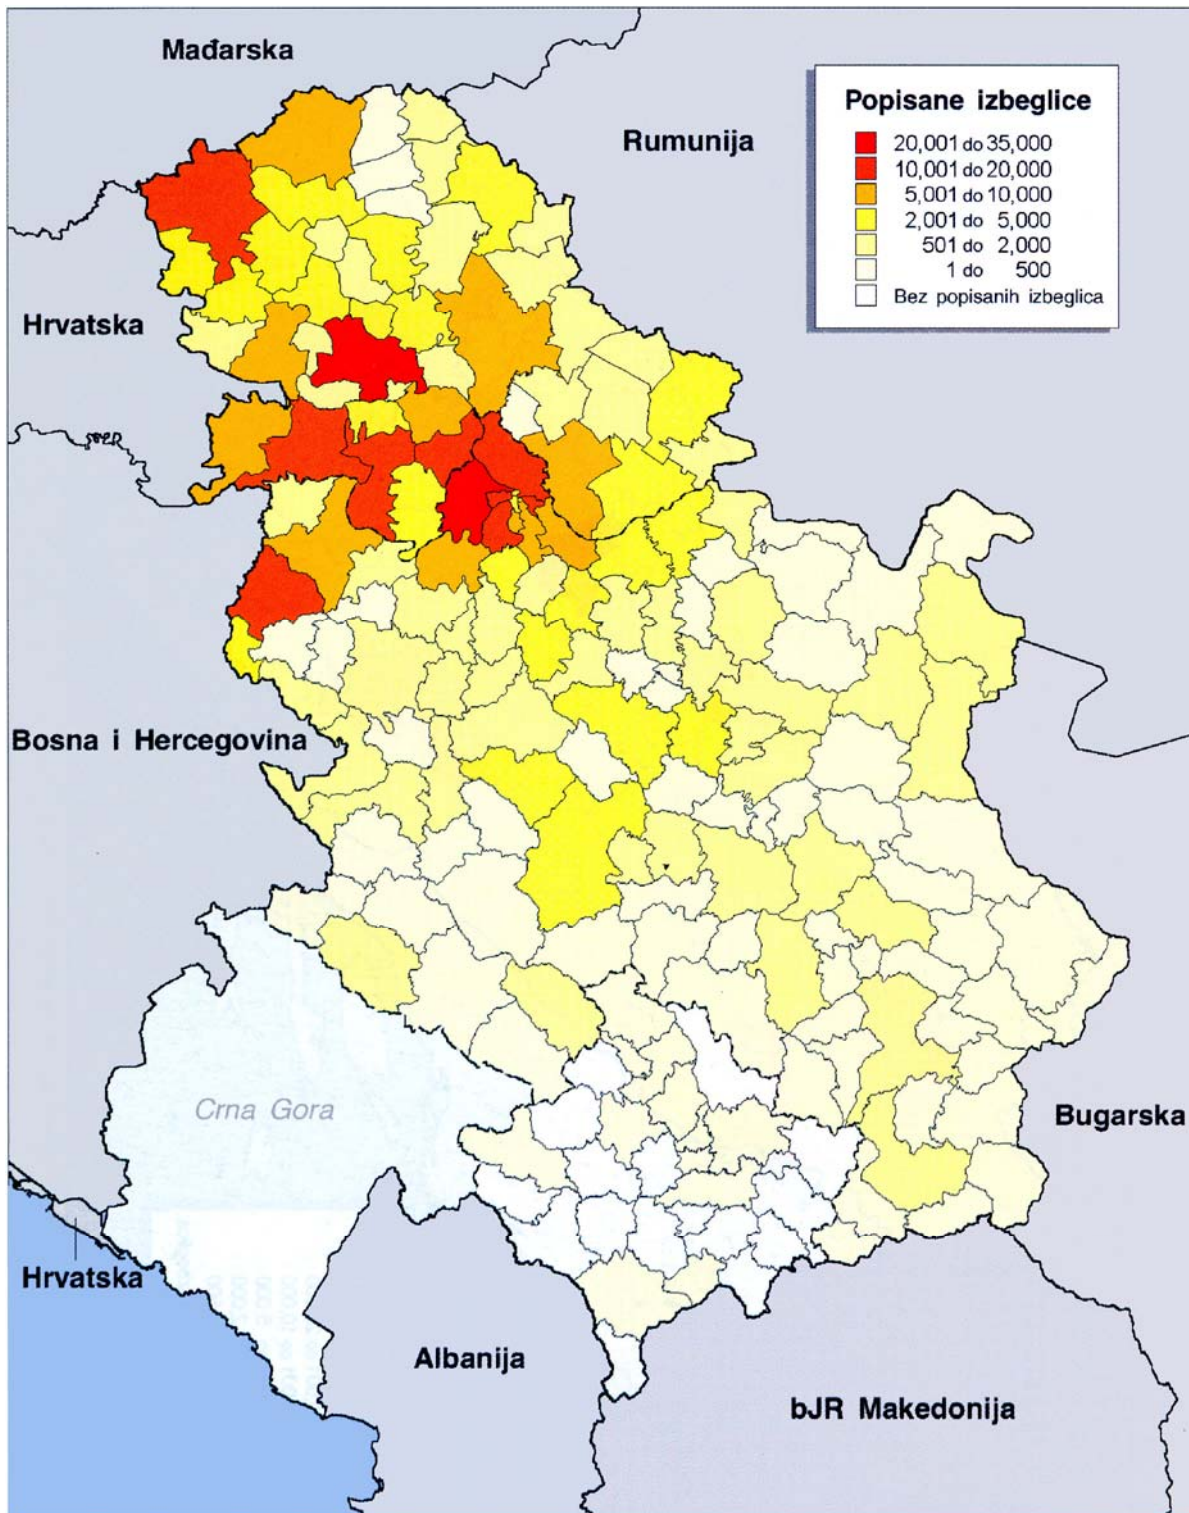 Mađarska
Rumunija
Popisane izbeglice
20,001 do 35,000
10,001 do 20,000
5,001 do 10,000
2,001 do 5,000
501 do 2,000
1 do 500
Bez popisanih izbeglica
Hrvatska
Bosna i Hercegovina
Crna Gora
Bugarska
Hrvatska
Albanija
bJR Makedonija